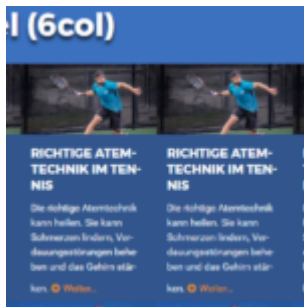 el (6col)
RICHTIGE ATEM-
TECHNIK IM TEN-
NIS
Die richtige Atemtechnik
kann heilen. Sie kann
Schmerzen lindern, Ver-
dauungsstörungen behe-
ben und das Gehirn stär-
ken. Weiter...
RICHTIGE ATEM-
TECHNIK IM TEN-
NIS
Die richtige Atemtechnik
kann heilen. Sie kann
Schmerzen lindern, Ver-
dauungsstörungen behe-
ben und das Gehirn stär-
ken. Weiter...